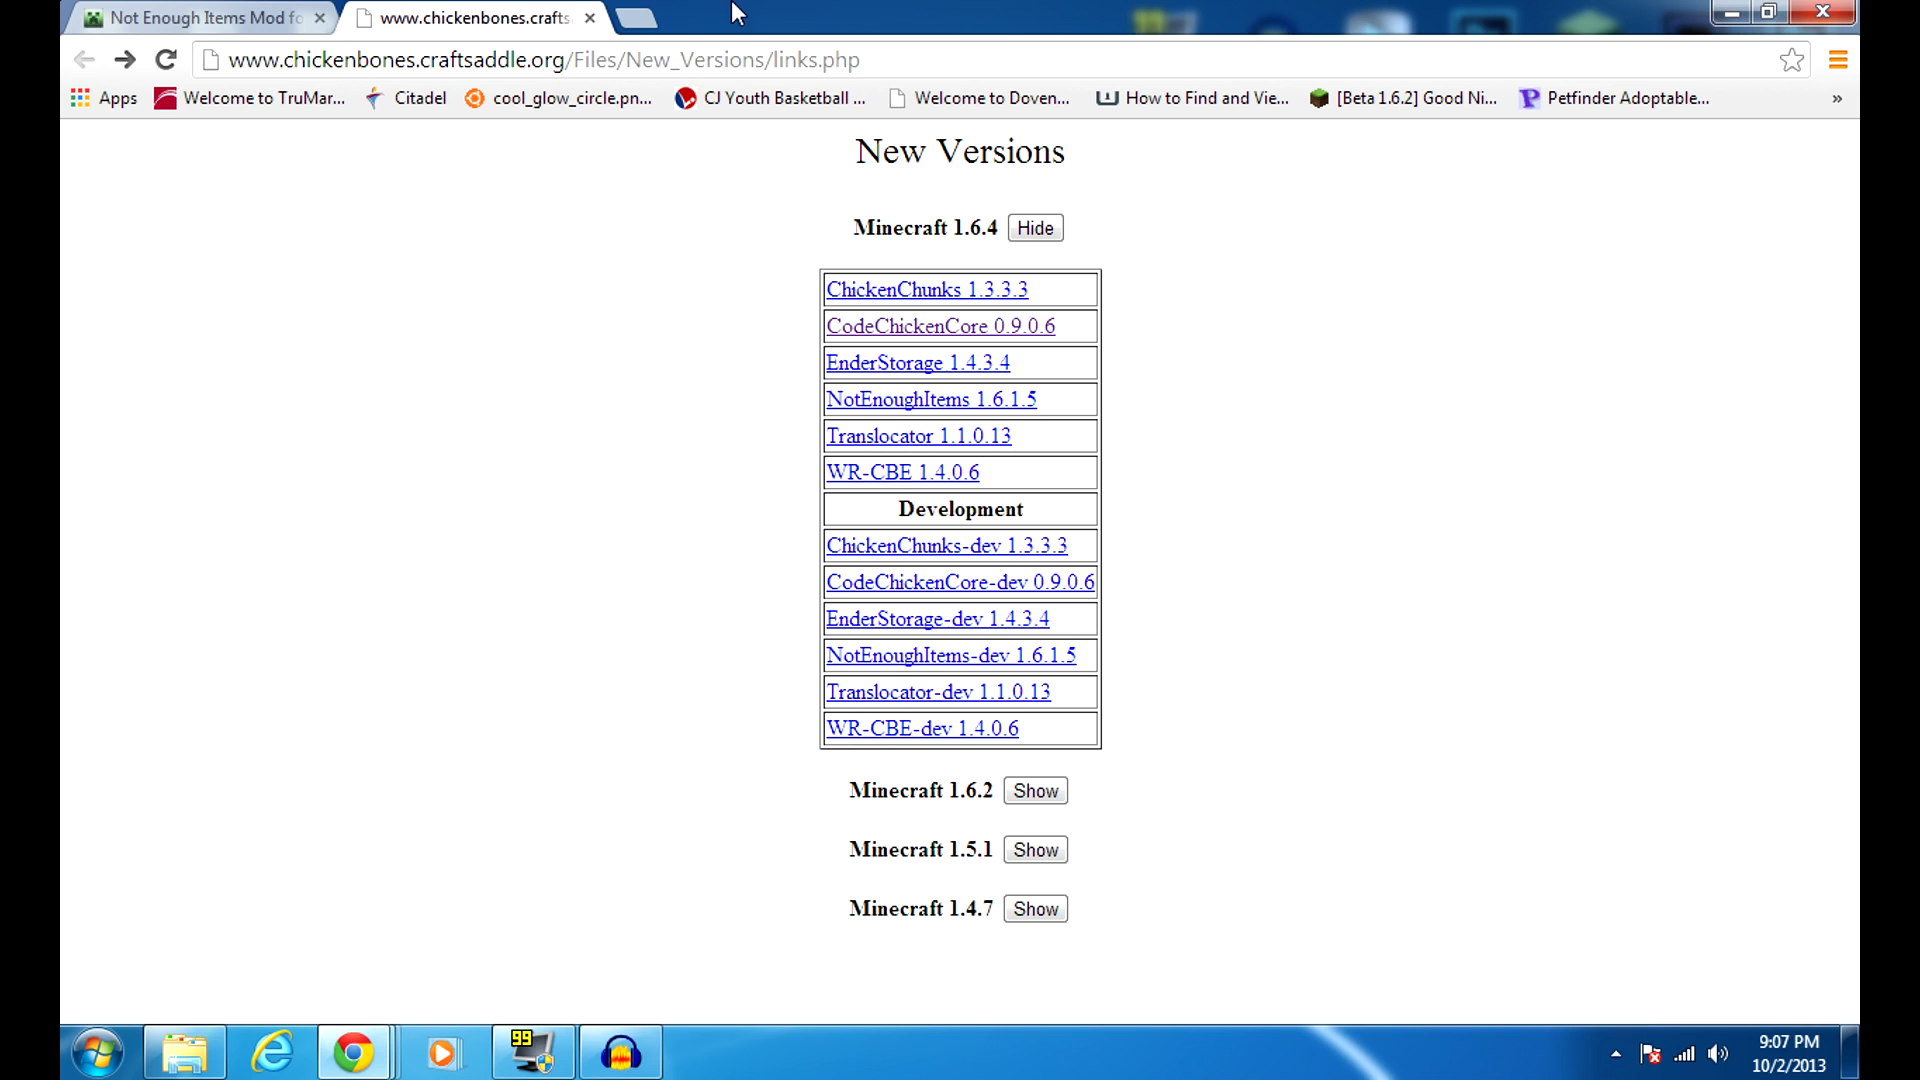 Not Enough Items Mod fo
www.chickenbones.crafts
www.chickenbones.craftsaddle.org/Files/New_Versions/links.php
Apps Welcome to TruMar... Citadel cool_glow_circle.pn... CJ Youth Basketball ... Welcome to Doven... How to Find and Vie... [Beta 1.6.2] Good Ni... Petfinder Adoptable... »
New Versions
Minecraft 1.6.4 Hide
ChickenChunks 1.3.3.3
CodeChickenCore 0.9.0.6
EnderStorage 1.4.3.4
NotEnoughItems 1.6.1.5
Translocator 1.1.0.13
WR-CBE 1.4.0.6
Development
ChickenChunks-dev 1.3.3.3
CodeChickenCore-dev 0.9.0.6
EnderStorage-dev 1.4.3.4
NotEnoughItems-dev 1.6.1.5
Translocator-dev 1.1.0.13
WR-CBE-dev 1.4.0.6
Minecraft 1.6.2 Show
Minecraft 1.5.1 Show
Minecraft 1.4.7 Show
99
9:07 PM
10/2/2013